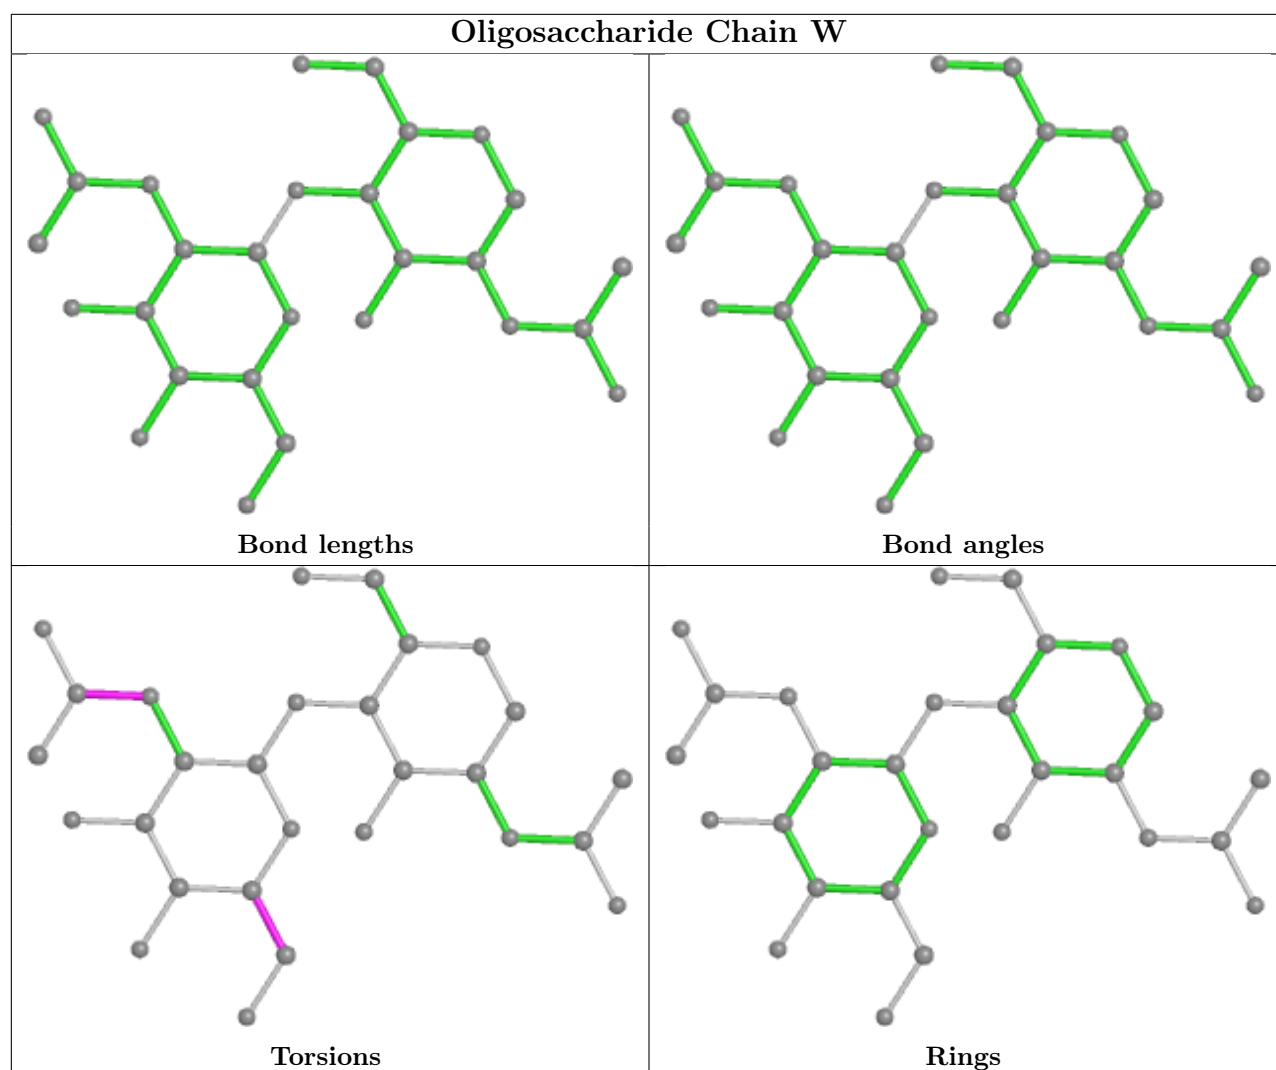 Oligosaccharide Chain W
Bond lengths
Bond angles
Torsions
Rings